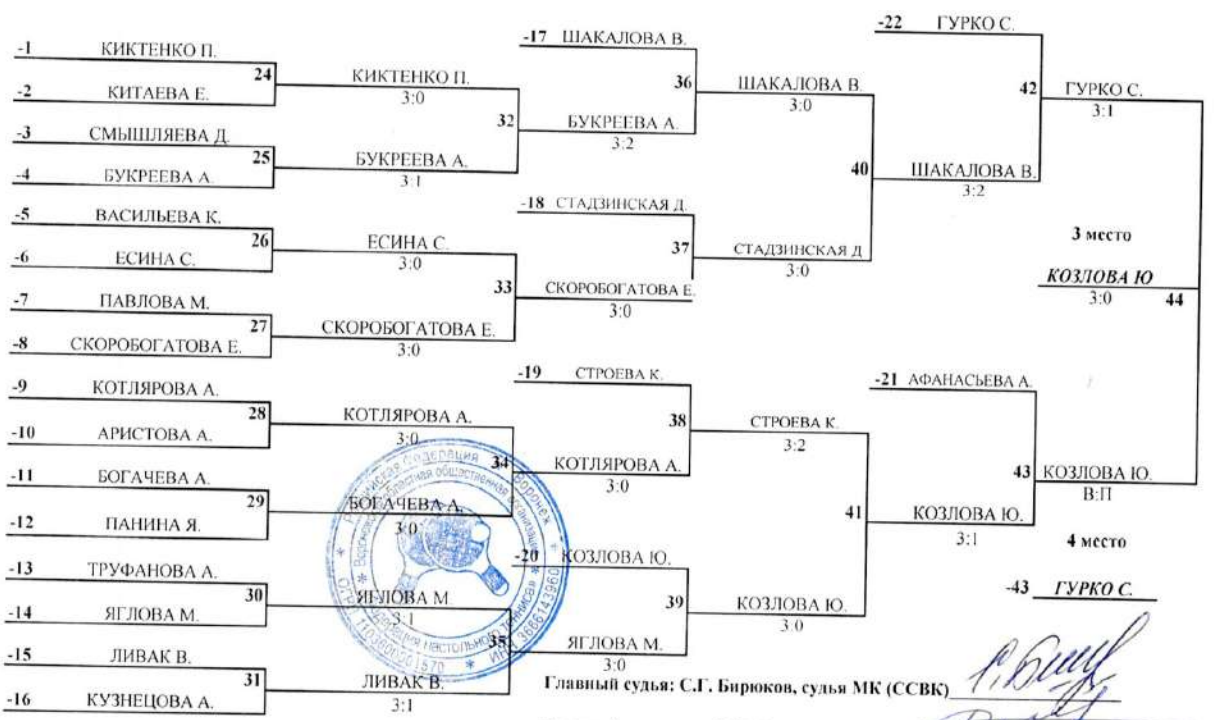 -1 КИКТЕНКО П.
24
-2 КИТАЕВА Е.
КИКТЕНКО П.
3:0
32
-3 СМЫШЛЯЕВА Д.
25
-4 БУКРЕЕВА А.
БУКРЕЕВА А.
3:1
-5 ВАСИЛЬЕВА К.
26
-6 ЕСИНА С.
ЕСИНА С.
3:0
33
-7 ПАВЛОВА М.
27
-8 СКОРОБОГАТОВА Е.
СКОРОБОГАТОВА Е.
3:0
-9 КОТЛЯРОВА А.
28
-10 АРИСТОВА А.
КОТЛЯРОВА А.
3:0
34
-11 БОГАЧЕВА А.
29
-12 ПАНИНА Я.
БОГАЧЕВА А.
3:0
-13 ТРУФАНОВА А.
30
-14 ЯГЛОВА М.
ЯГЛОВА М.
3:1
35
-15 ЛИВАК В.
31
-16 КУЗНЕЦОВА А.
ЛИВАК В.
3:1
-17 ШАКАЛОВА В.
36
БУКРЕЕВА А.
3:2
ШАКАЛОВА В.
3:0
40
-18 СТАДЗИНСКАЯ Д.
37
СКОРОБОГАТОВА Е.
3:0
СТАДЗИНСКАЯ Д
3:0
-19 СТРОЕВА К.
38
КОТЛЯРОВА А.
3:0
СТРОЕВА К.
3:2
41
-20 КОЗЛОВА Ю.
39
ЯГЛОВА М.
3:0
КОЗЛОВА Ю.
3:0
-22 ГУРКО С.
42
ШАКАЛОВА В.
3:2
ГУРКО С.
3:1
3 место
КОЗЛОВА Ю
3:0 44
-21 АФАНАСЬЕВА А.
43
КОЗЛОВА Ю.
3:1
КОЗЛОВА Ю.
В:П
4 место
-43 ГУРКО С.
Главный судья: С.Г. Бирюков, судья МК (ССВК)